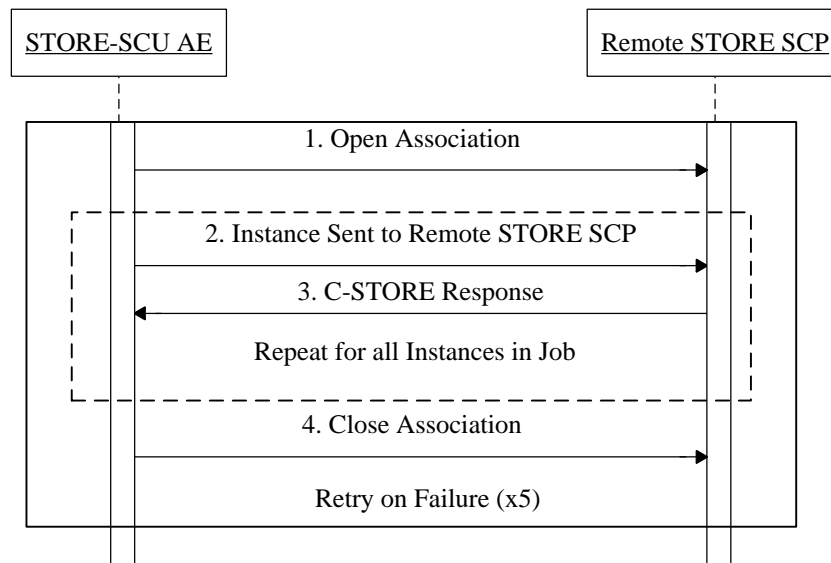 STORE-SCU AE
Remote STORE SCP
1. Open Association
2. Instance Sent to Remote STORE SCP
3. C-STORE Response
Repeat for all Instances in Job
4. Close Association
Retry on Failure (x5)